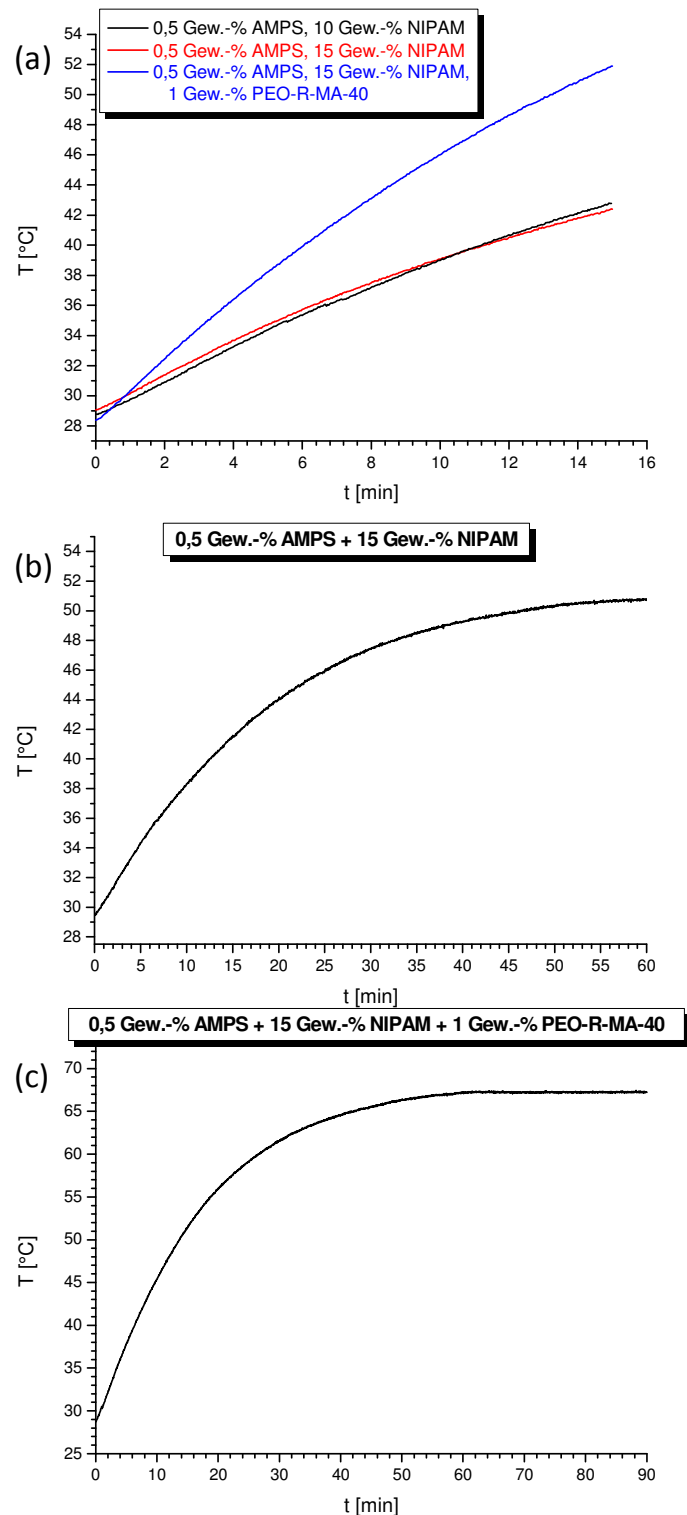 (a)
0,5 Gew.-% AMPS, 10 Gew.-% NIPAM
0,5 Gew.-% AMPS, 15 Gew.-% NIPAM
0,5 Gew.-% AMPS, 15 Gew.-% NIPAM,
1 Gew.-% PEO-R-MA-40
54
52
50
48
46
44
42
40
38
36
34
32
30
28
T [°C]
0 2 4 6 8 10 12 14 16
t [min]
(b)
0,5 Gew.-% AMPS + 15 Gew.-% NIPAM
54
52
50
48
46
44
42
40
38
36
34
32
30
28
T [°C]
0 5 10 15 20 25 30 35 40 45 50 55 60
t [min]
0,5 Gew.-% AMPS + 15 Gew.-% NIPAM + 1 Gew.-% PEO-R-MA-40
(c)
70
65
60
55
50
45
40
35
30
25
T [°C]
0 10 20 30 40 50 60 70 80 90
t [min]